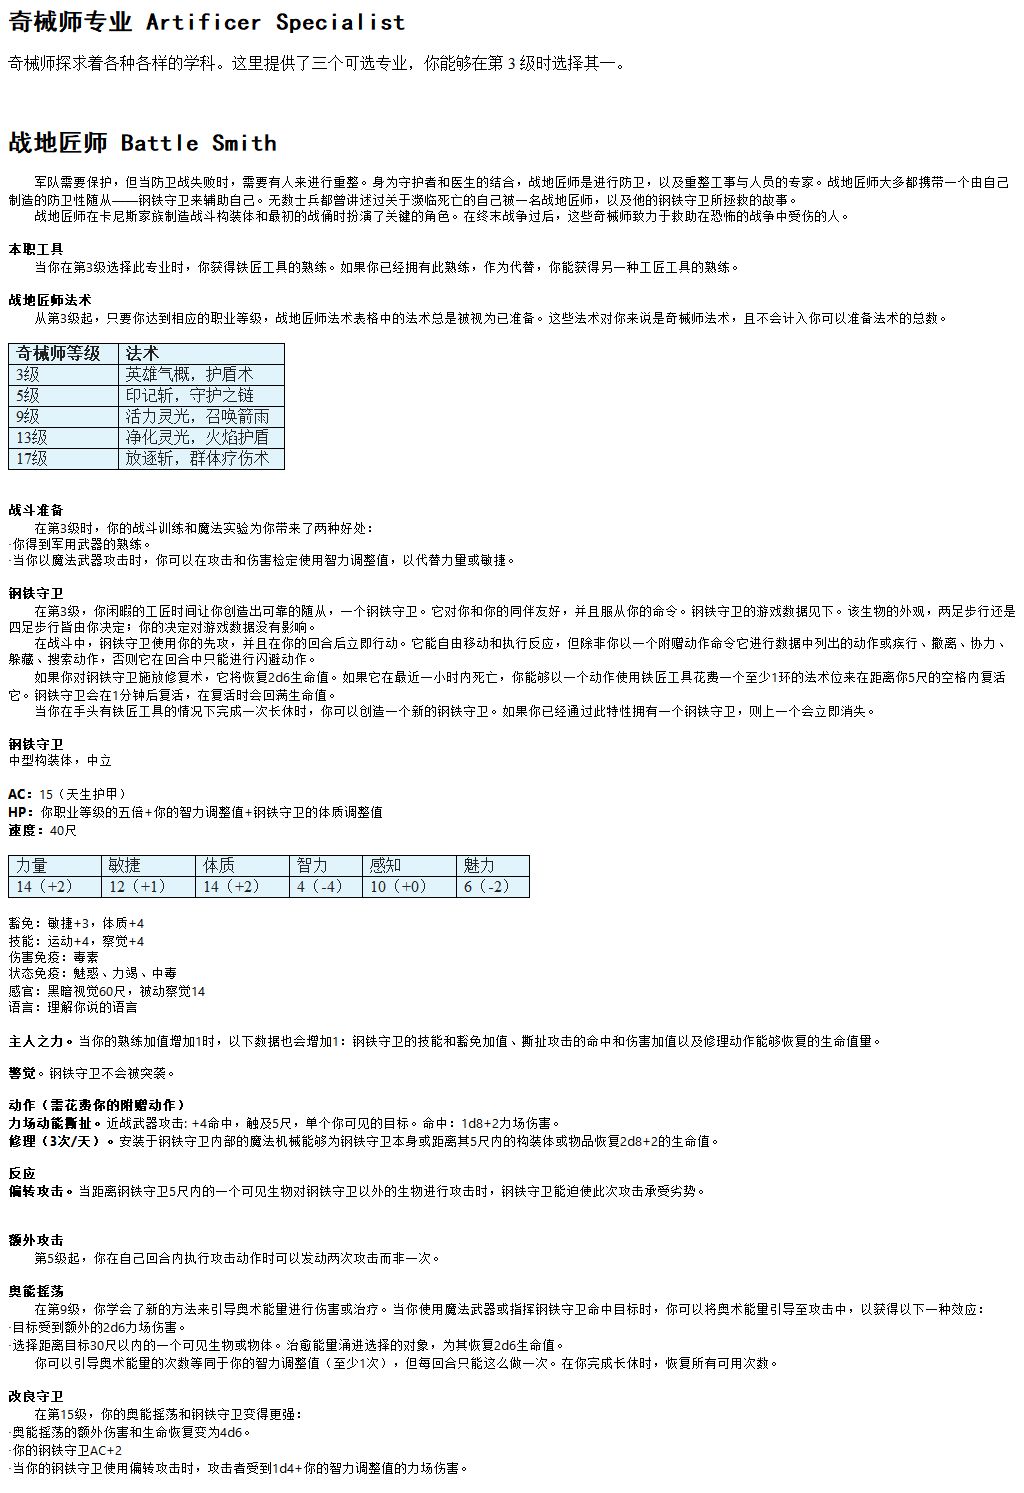 奇械师专业 Artificer Specialist
奇械师探求着各种各样的学科。这里提供了三个可选专业，你能够在第 3 级时选择其一。
战地匠师 Battle Smith
军队需要保护，但当防卫战失败时，需要有人来进行重整。身为守护者和医生的结合，战地匠师是进行防卫，以及重整工事与人员的专家。战地匠师大多都携带一个由自己
制造的防卫性随从——钢铁守卫来辅助自己。无数士兵都曾讲述过关于濒临死亡的自己被一名战地匠师，以及他的钢铁守卫所拯救的故事。
战地匠师在卡尼斯家族制造战斗构装体和最初的战俑时扮演了关键的角色。在终末战争过后，这些奇械师致力于救助在恐怖的战争中受伤的人。
本职工具
当你在第3级选择此专业时，你获得铁匠工具的熟练。如果你已经拥有此熟练，作为代替，你能获得另一种工匠工具的熟练。
战地匠师法术
从第3级起，只要你达到相应的职业等级，战地匠师法术表格中的法术总是被视为已准备。这些法术对你来说是奇械师法术，且不会计入你可以准备法术的总数。
奇械师等级 法术
3级 英雄气概，护盾术
5级 印记斩，守护之链
9级 活力灵光，召唤箭雨
13级 净化灵光，火焰护盾
17级 放逐斩，群体疗伤术
战斗准备
在第3级时，你的战斗训练和魔法实验为你带来了两种好处：
·你得到军用武器的熟练。
·当你以魔法武器攻击时，你可以在攻击和伤害检定使用智力调整值，以代替力量或敏捷。
钢铁守卫
在第3级，你闲暇的工匠时间让你创造出可靠的随从，一个钢铁守卫。它对你和你的同伴友好，并且服从你的命令。钢铁守卫的游戏数据见下。该生物的外观，两足步行还是
四足步行皆由你决定；你的决定对游戏数据没有影响。
在战斗中，钢铁守卫使用你的先攻，并且在你的回合后立即行动。它能自由移动和执行反应，但除非你以一个附赠动作命令它进行数据中列出的动作或疾行、撤离、协力、
躲藏、搜索动作，否则它在回合中只能进行闪避动作。
如果你对钢铁守卫施放修复术，它将恢复2d6生命值。如果它在最近一小时内死亡，你能够以一个动作使用铁匠工具花费一个至少1环的法术位来在距离你5尺的空格内复活
它。钢铁守卫会在1分钟后复活，在复活时会回满生命值。
当你在手头有铁匠工具的情况下完成一次长休时，你可以创造一个新的钢铁守卫。如果你已经通过此特性拥有一个钢铁守卫，则上一个会立即消失。
钢铁守卫
中型构装体，中立
AC：15（天生护甲）
HP：你职业等级的五倍+你的智力调整值+钢铁守卫的体质调整值
速度：40尺
力量 敏捷 体质 智力 感知 魅力
14（+2） 12（+1） 14（+2） 4（-4） 10（+0） 6（-2）
豁免：敏捷+3，体质+4
技能：运动+4，察觉+4
伤害免疫：毒素
状态免疫：魅惑、力竭、中毒
感官：黑暗视觉60尺，被动察觉14
语言：理解你说的语言
主人之力。当你的熟练加值增加1时，以下数据也会增加1：钢铁守卫的技能和豁免加值、撕扯攻击的命中和伤害加值以及修理动作能够恢复的生命值量。
警觉。钢铁守卫不会被突袭。
动作（需花费你的附赠动作）
力场动能撕扯。近战武器攻击: +4命中，触及5尺，单个你可见的目标。命中：1d8+2力场伤害。
修理（3次/天）。安装于钢铁守卫内部的魔法机械能够为钢铁守卫本身或距离其5尺内的构装体或物品恢复2d8+2的生命值。
反应
偏转攻击。当距离钢铁守卫5尺内的一个可见生物对钢铁守卫以外的生物进行攻击时，钢铁守卫能迫使此次攻击承受劣势。
额外攻击
第5级起，你在自己回合内执行攻击动作时可以发动两次攻击而非一次。
奥能摇荡
在第9级，你学会了新的方法来引导奥术能量进行伤害或治疗。当你使用魔法武器或指挥钢铁守卫命中目标时，你可以将奥术能量引导至攻击中，以获得以下一种效应：
·目标受到额外的2d6力场伤害。
·选择距离目标30尺以内的一个可见生物或物体。治愈能量涌进选择的对象，为其恢复2d6生命值。
你可以引导奥术能量的次数等同于你的智力调整值（至少1次），但每回合只能这么做一次。在你完成长休时，恢复所有可用次数。
改良守卫
在第15级，你的奥能摇荡和钢铁守卫变得更强：
·奥能摇荡的额外伤害和生命恢复变为4d6。
·你的钢铁守卫AC+2
·当你的钢铁守卫使用偏转攻击时，攻击者受到1d4+你的智力调整值的力场伤害。